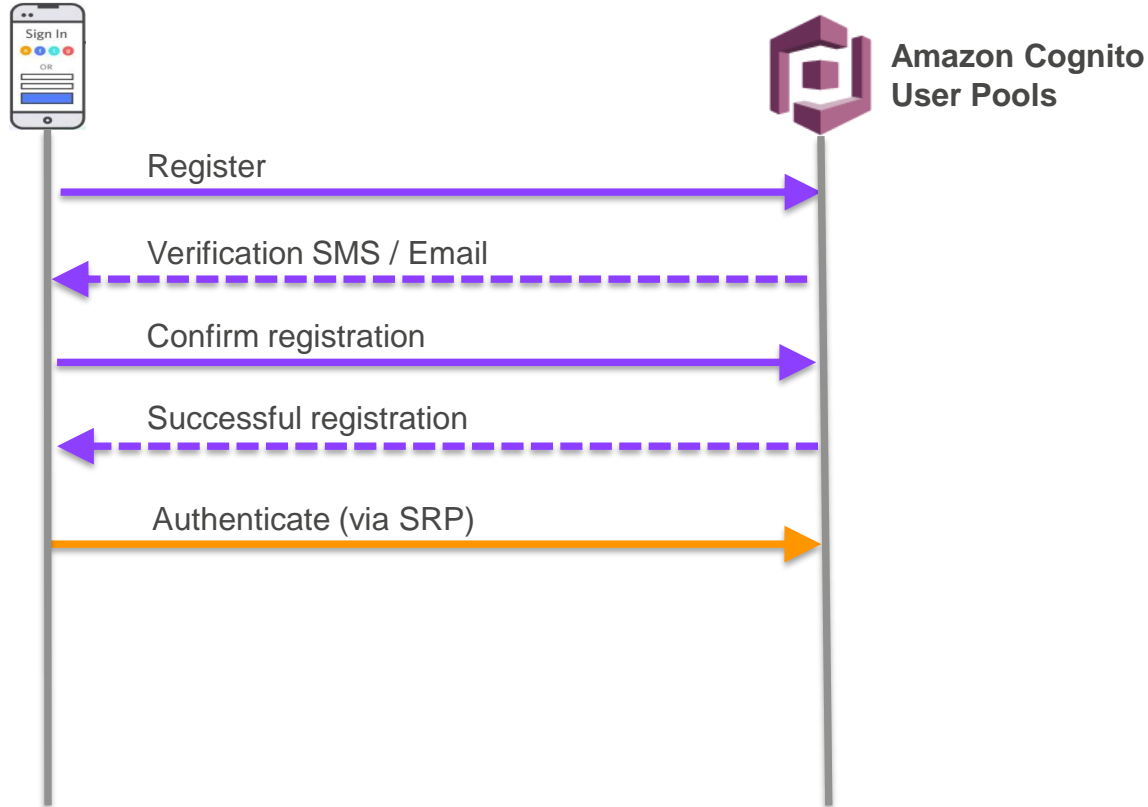 Sign In
OR
Amazon Cognito
User Pools
Register
Verification SMS / Email
Confirm registration
Successful registration
Authenticate (via SRP)